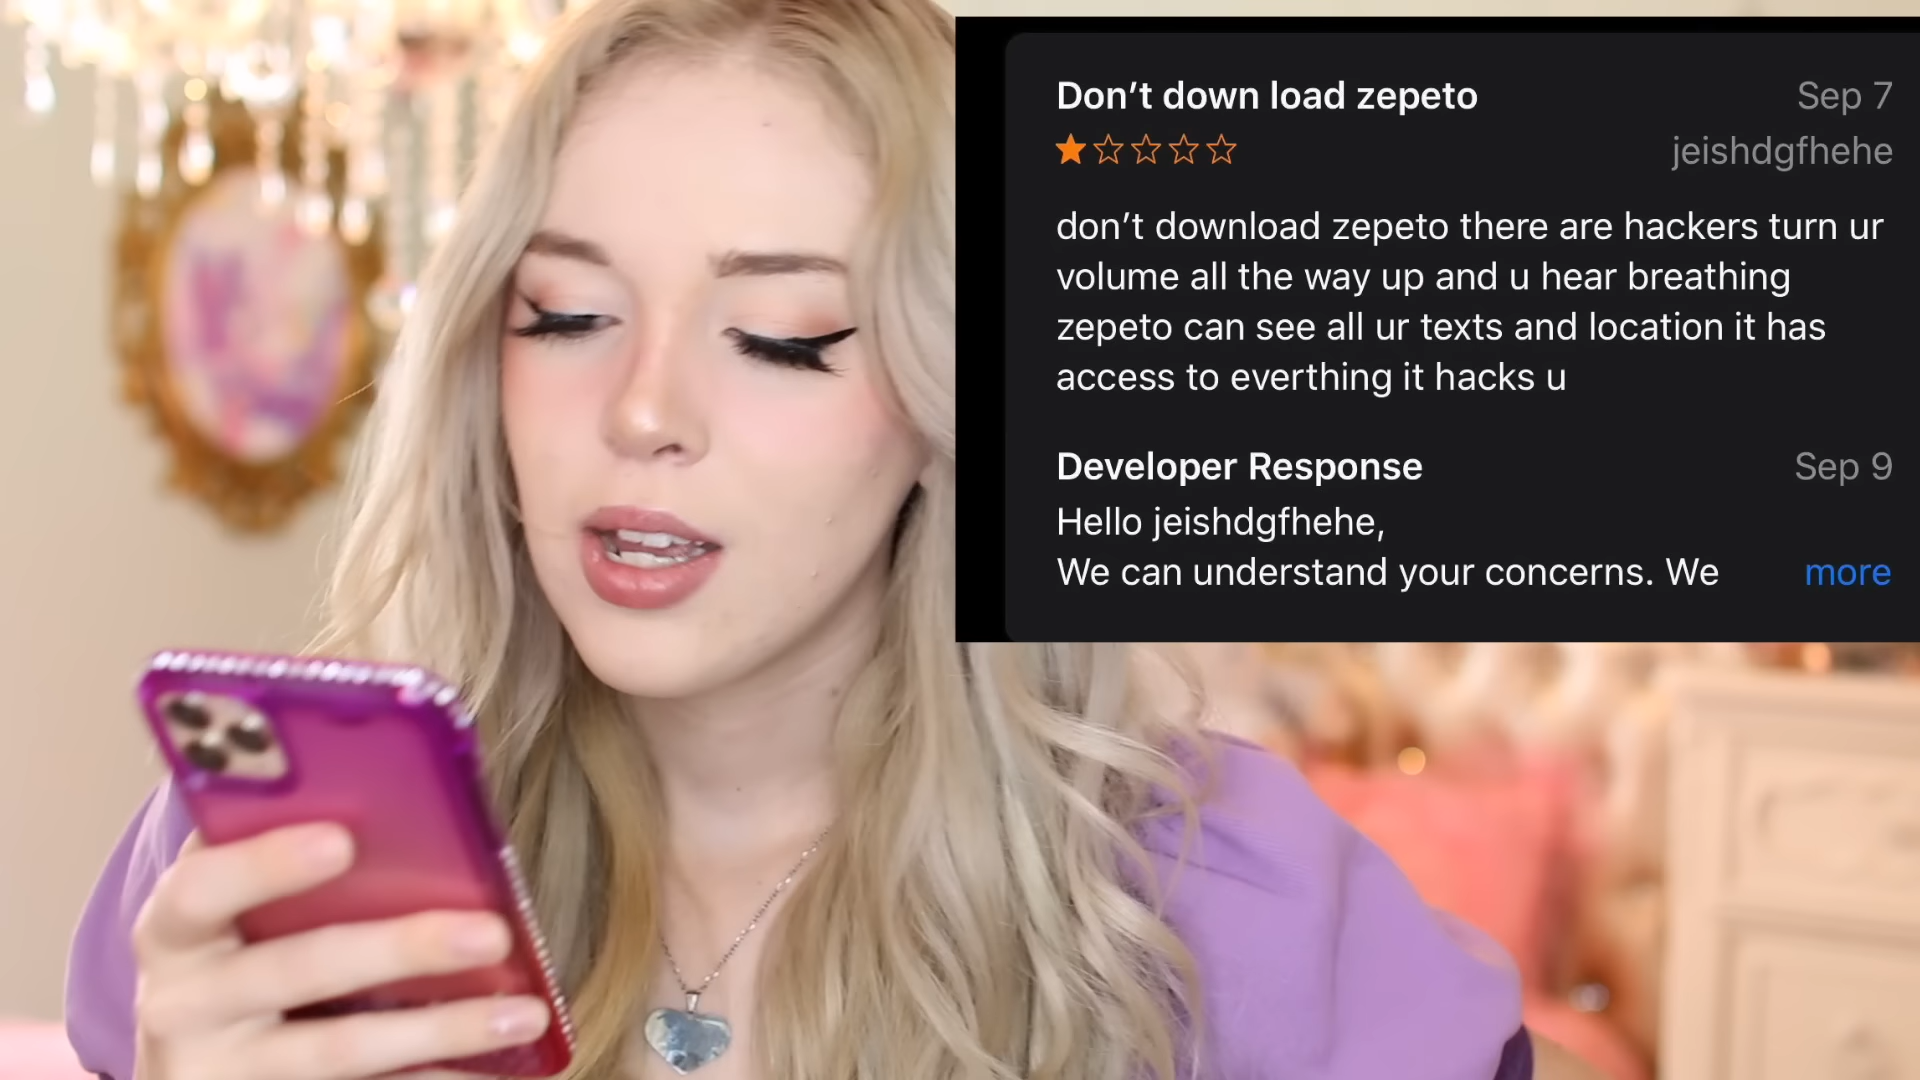 Don’t down load zepeto
Sep 7
jeishdgfhehe
don’t download zepeto there are hackers turn ur
volume all the way up and u hear breathing
zepeto can see all ur texts and location it has
access to everthing it hacks u
Developer Response
Sep 9
Hello jeishdgfhehe,
We can understand your concerns. We
more